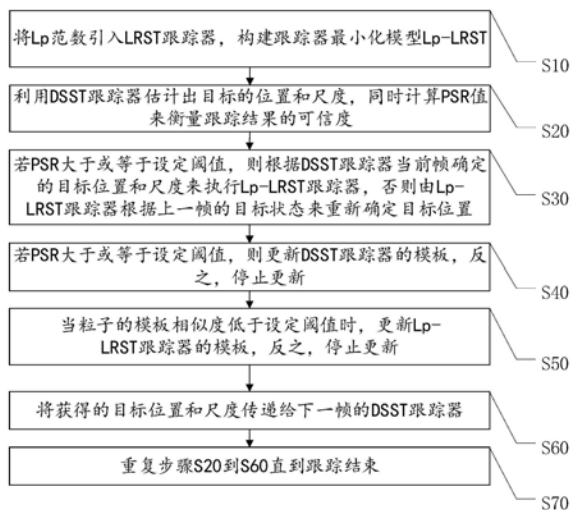 将Lp范数引入LRST跟踪器，构建跟踪器最小化模型Lp-LRST
S10
利用DSST跟踪器估计出目标的位置和尺度，同时计算PSR值
来衡量跟踪结果的可信度
S20
若PSR大于或等于设定阈值，则根据DSST跟踪器当前帧确定
的目标位置和尺度来执行Lp-LRST跟踪器，否则由Lp-
LRST跟踪器根据上一帧的目标状态来重新确定目标位置
S30
若PSR大于或等于设定阈值，则更新DSST跟踪器的模板，反
之，停止更新
S40
当粒子的模板相似度低于设定阈值时，更新Lp-
LRST跟踪器的模板，反之，停止更新
S50
将获得的目标位置和尺度传递给下一帧的DSST跟踪器
S60
重复步骤S20到S60直到跟踪结束
S70